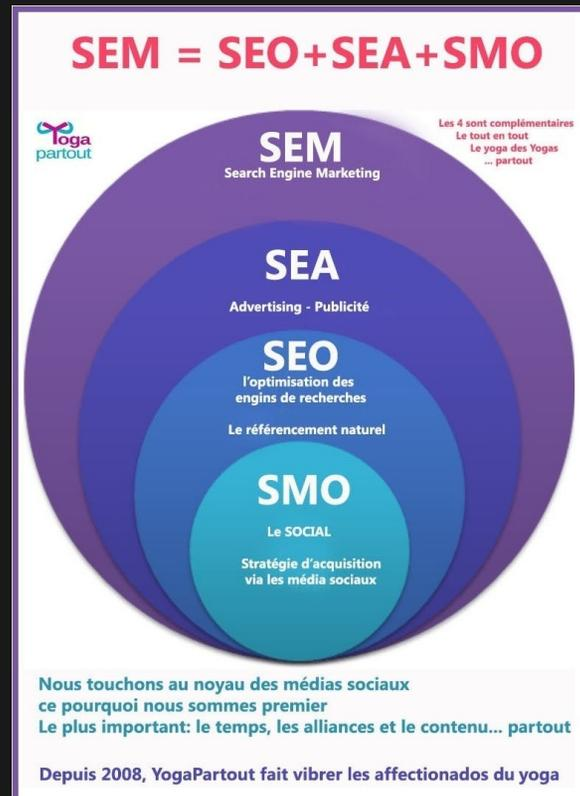 SEM = SEO+SEA+SMO
Yoga
partout
Les 4 sont complémentaires
Le tout en tout
Le yoga des Yogas
... partout
SEM
Search Engine Marketing
SEA
Advertising - Publicité
SEO
l'optimisation des
engins de recherches
Le référencement naturel
SMO
Le SOCIAL
Stratégie d'acquisition
via les média sociaux
Nous touchons au noyau des médias sociaux
ce pourquoi nous sommes premier
Le plus important: le temps, les alliances et le contenu... partout
Depuis 2008, YogaPartout fait vibrer les affectionados du yoga